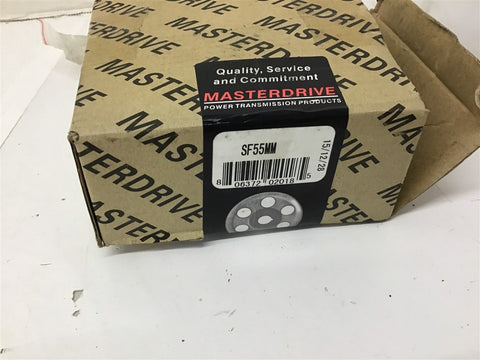 MASTERDRIVE
MASTERDRIVE
MASTERDRIVE
MASTERDRIVE
Quality, Service
and Commitment
MASTERDRIVE
POWER TRANSMISSION PRODUCTS
SF55MM
15/12/28
8 06372 02018 5